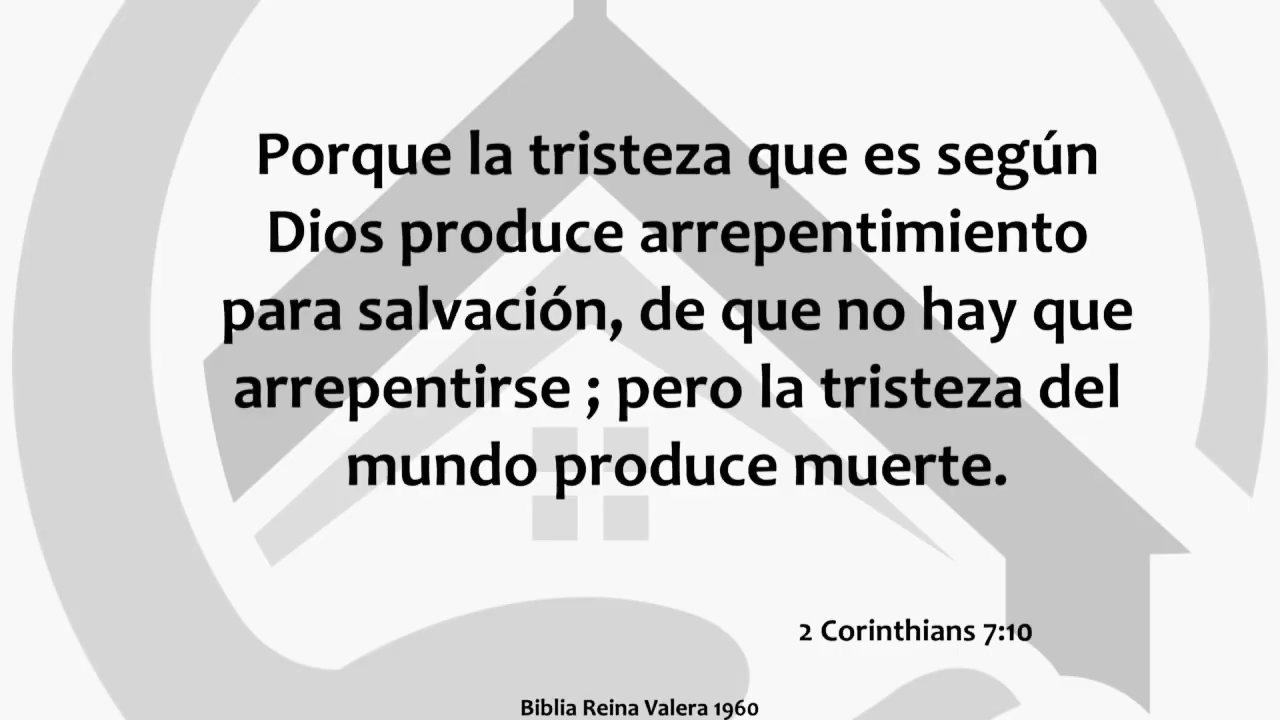 Porque la tristeza que es según
Dios produce arrepentimiento
para salvación, de que no hay que
arrepentirse ; pero la tristeza del
mundo produce muerte.
2 Corinthians 7:10
Biblia Reina Valera 1960